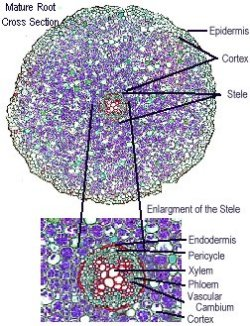 Mature Root
Cross Section
Epidermis
Cortex
Stele
Enlargment of the Stele
Endodermis
Pericycle
Xylem
Phloem
Vascular
Cambium
Cortex